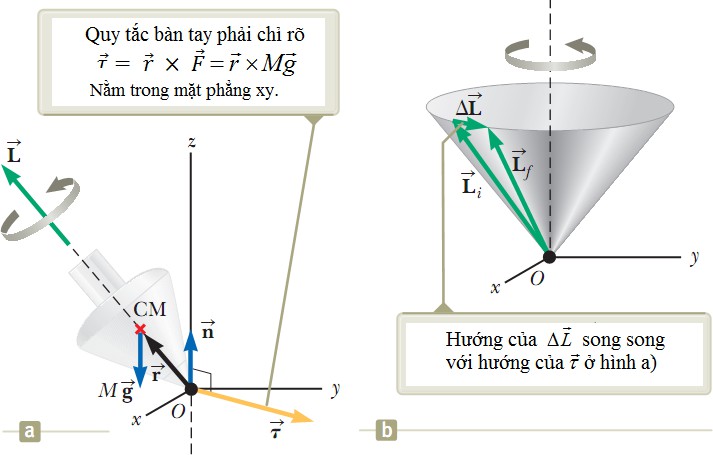 Quy tắc bàn tay phải chỉ rõ
$\vec{\tau} = \vec{r} \times \vec{F} = \vec{r} \times M\vec{g}$
Nằm trong mặt phẳng xy.
z
$\vec{L}$
CM
$\vec{n}$
$M\vec{g}$
$\vec{r}$
y
x
O
$\vec{\tau}$
a
$\Delta\vec{L}$
$\vec{L}_f$
$\vec{L}_i$
y
x
O
Hướng của $\Delta\vec{L}$ song song
với hướng của $\vec{\tau}$ ở hình a)
b